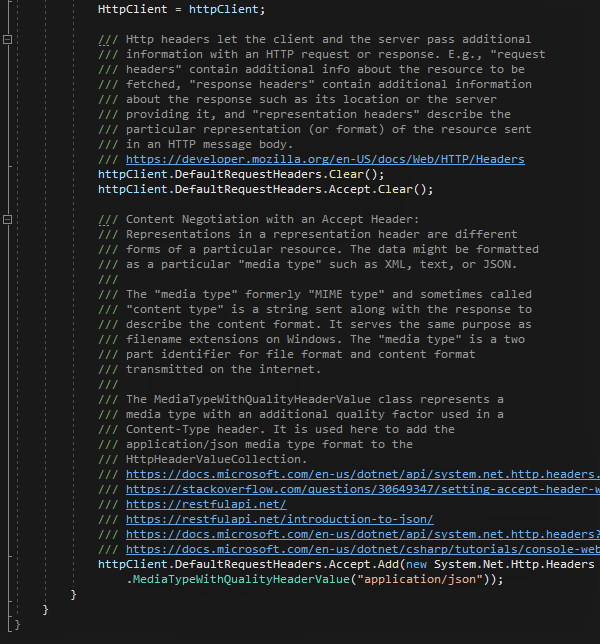 HttpClient = httpClient;
/// Http headers let the client and the server pass additional
/// information with an HTTP request or response. E.g., "request
/// headers" contain additional info about the resource to be
/// fetched, "response headers" contain additional information
/// about the response such as its location or the server
/// providing it, and "representation headers" describe the
/// particular representation (or format) of the resource sent
/// in an HTTP message body.
/// https://developer.mozilla.org/en-US/docs/Web/HTTP/Headers
httpClient.DefaultRequestHeaders.Clear();
httpClient.DefaultRequestHeaders.Accept.Clear();
/// Content Negotiation with an Accept Header:
/// Representations in a representation header are different
/// forms of a particular resource. The data might be formatted
/// as a particular "media type" such as XML, text, or JSON.
///
/// The "media type" formerly "MIME type" and sometimes called
/// "content type" is a string sent along with the response to
/// describe the content format. It serves the same purpose as
/// filename extensions on Windows. The "media type" is a two
/// part identifier for file format and content format
/// transmitted on the internet.
///
/// The MediaTypeWithQualityHeaderValue class represents a
/// media type with an additional quality factor used in a
/// Content-Type header. It is used here to add the
/// application/json media type format to the
/// HttpHeaderValueCollection.
/// https://docs.microsoft.com/en-us/dotnet/api/system.net.http.headers.
/// https://stackoverflow.com/questions/30649347/setting-accept-header-w
/// https://restfulapi.net/
/// https://restfulapi.net/introduction-to-json/
/// https://docs.microsoft.com/en-us/dotnet/api/system.net.http.headers?
/// https://docs.microsoft.com/en-us/dotnet/csharp/tutorials/console-web
httpClient.DefaultRequestHeaders.Accept.Add(new System.Net.Http.Headers
.MediaTypeWithQualityHeaderValue("application/json"));
}
}
}